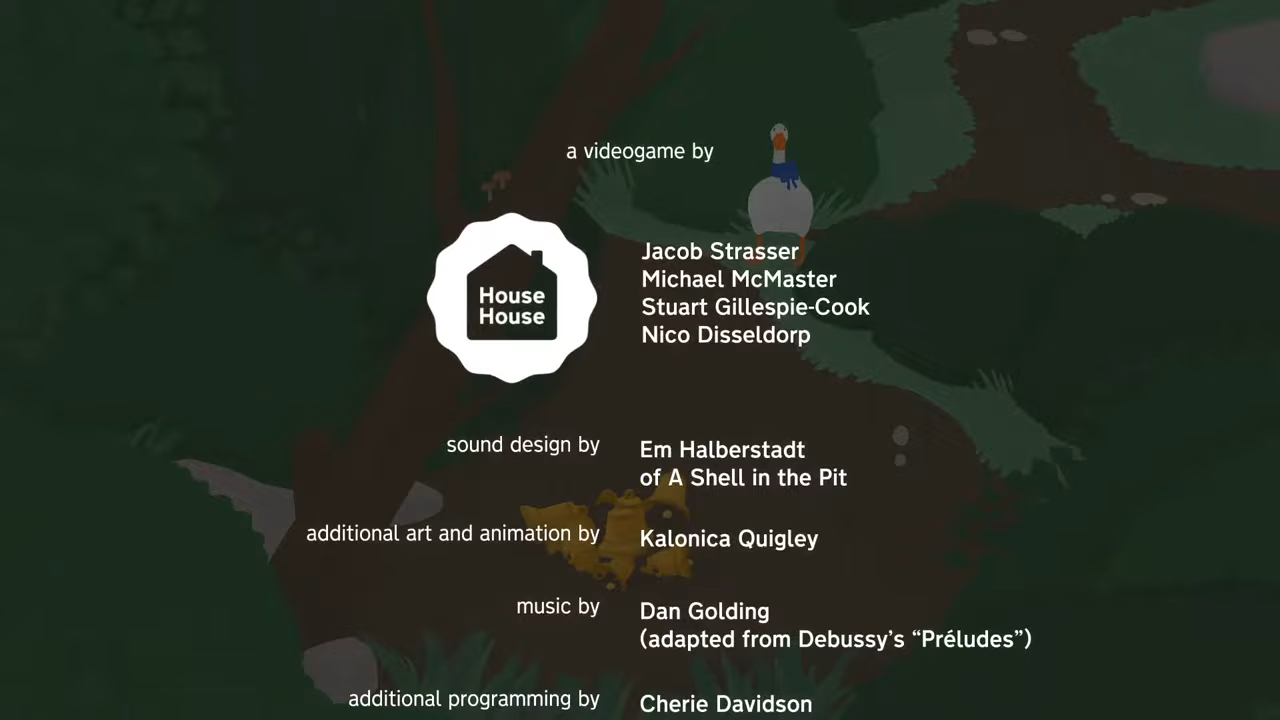 a videogame by
House
House
Jacob Strasser
Michael McMaster
Stuart Gillespie-Cook
Nico Disseldorp
sound design by
Em Halberstadt
of A Shell in the Pit
additional art and animation by
Kalonica Quigley
music by
Dan Golding
(adapted from Debussy’s “Préludes”)
additional programming by
Cherie Davidson